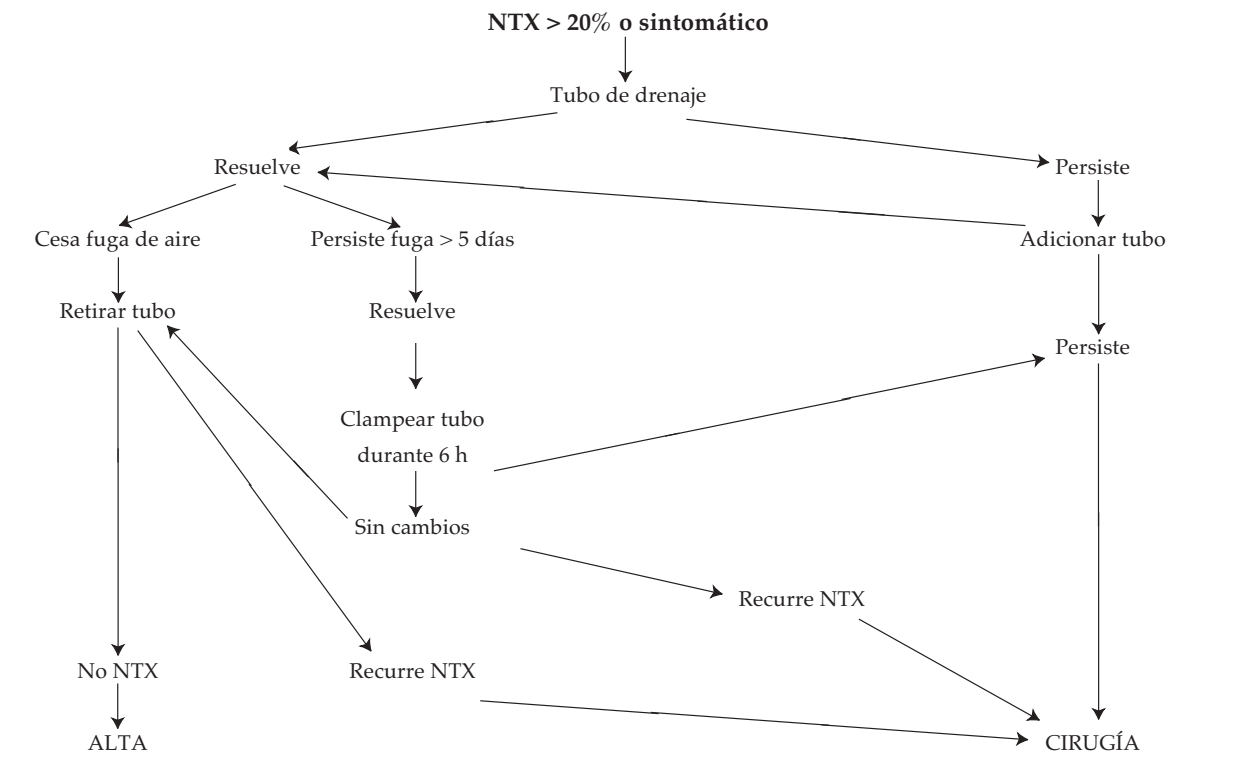 NTX > 20% o sintomático
Tubo de drenaje
Resuelve
Persiste
Cesa fuga de aire
Persiste fuga > 5 días
Adicionar tubo
Retirar tubo
Resuelve
Persiste
Clampear tubo
durante 6 h
Sin cambios
Recurre NTX
No NTX
Recurre NTX
ALTA
CIRUGÍA